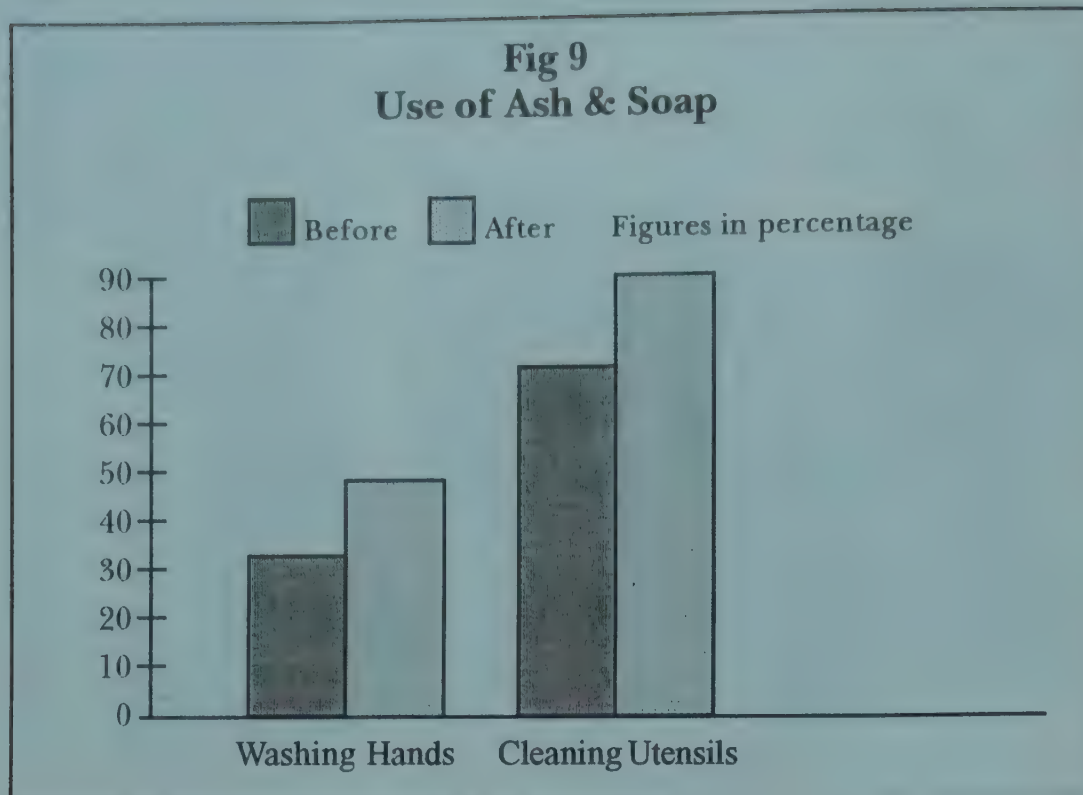 Fig 9
Use of Ash & Soap
Before After Figures in percentage
90
80
70
60
50
40
30
20
10
0
Washing Hands Cleaning Utensils